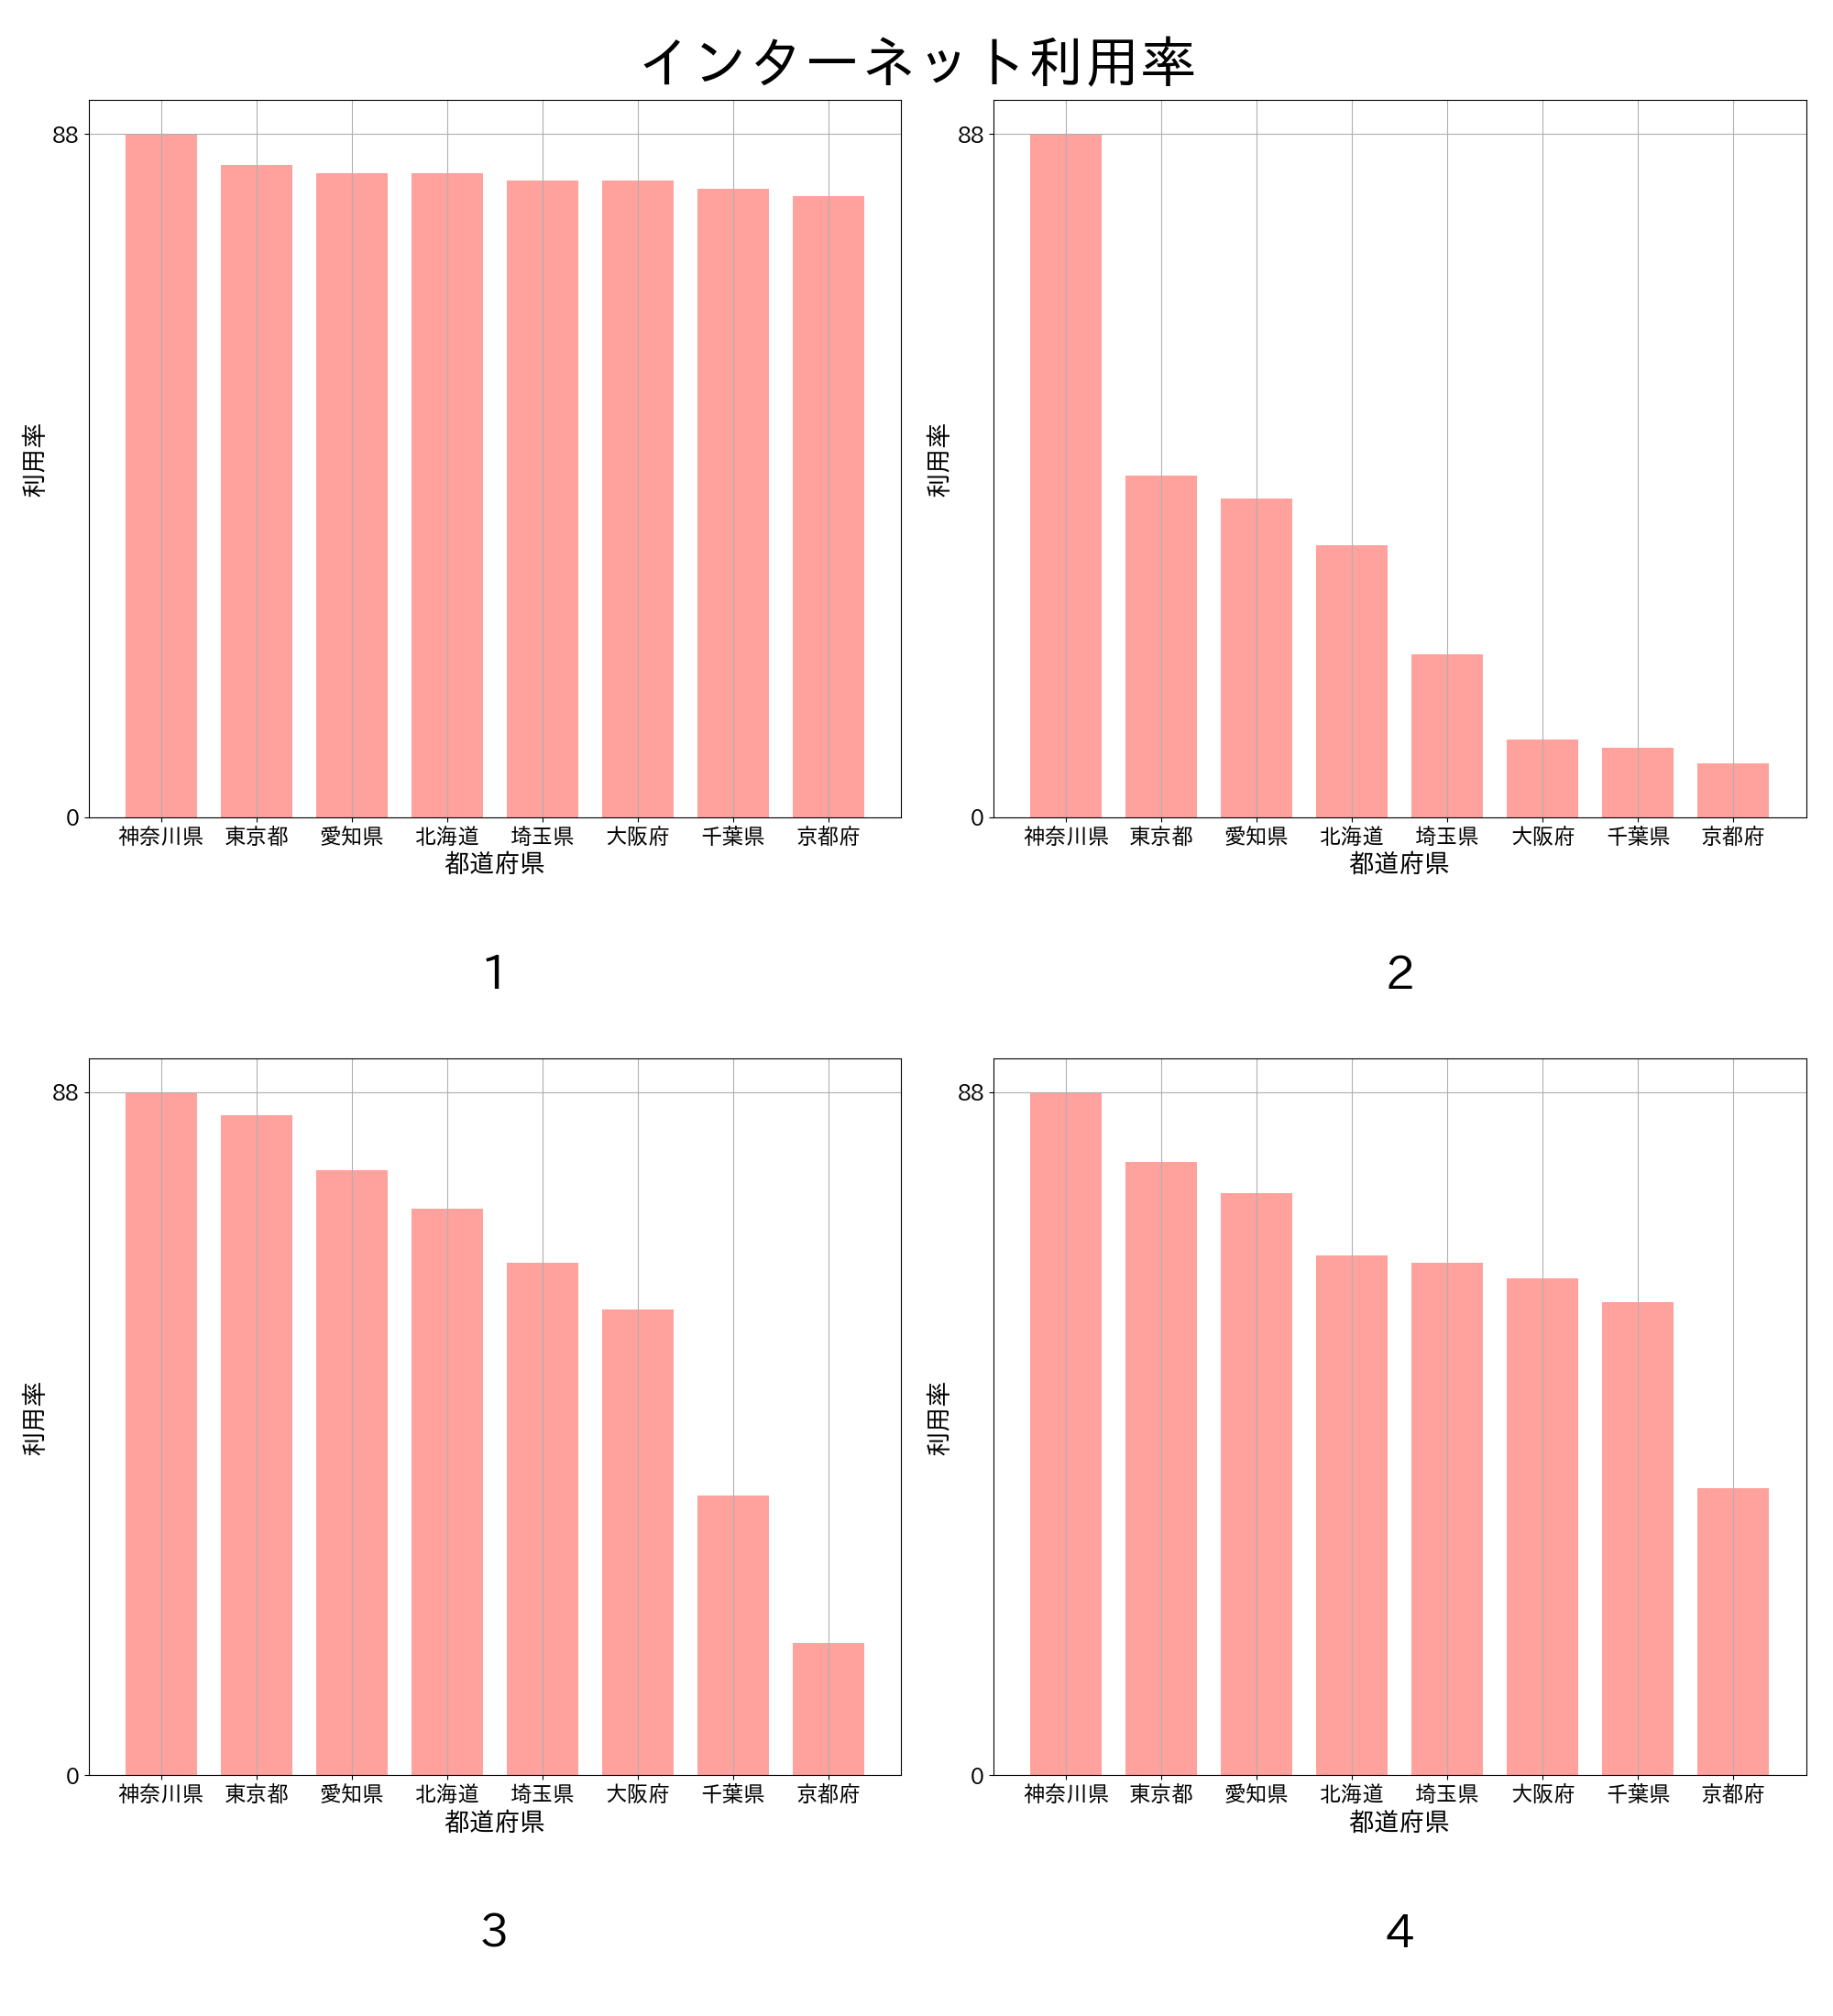 インターネット利用率
88
0
利用率
神奈川県 東京都 愛知県 北海道 埼玉県 大阪府 千葉県 京都府
都道府県
1
88
0
利用率
神奈川県 東京都 愛知県 北海道 埼玉県 大阪府 千葉県 京都府
都道府県
2
88
0
利用率
神奈川県 東京都 愛知県 北海道 埼玉県 大阪府 千葉県 京都府
都道府県
3
88
0
利用率
神奈川県 東京都 愛知県 北海道 埼玉県 大阪府 千葉県 京都府
都道府県
4